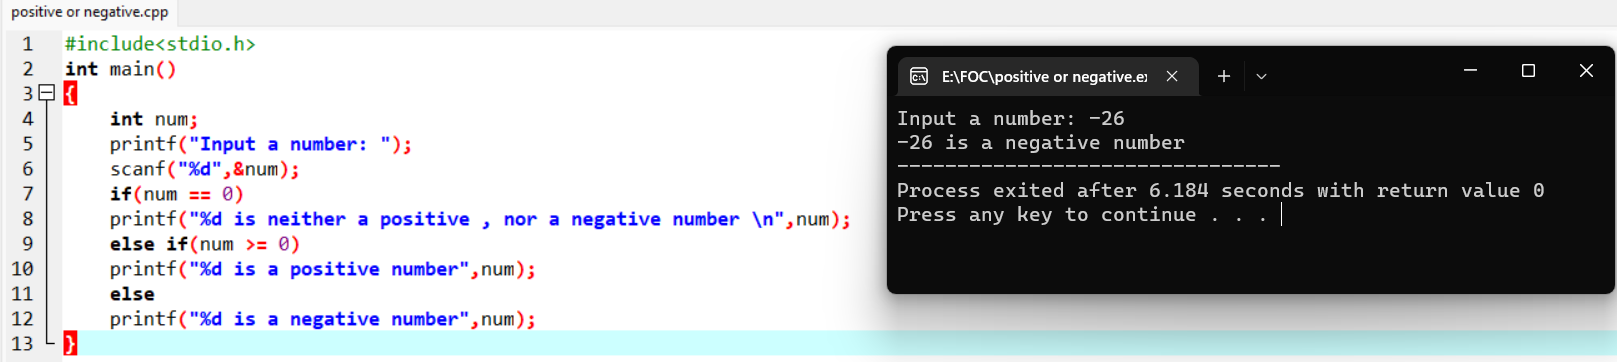 positive or negative.cpp
1 #include<stdio.h>
2 int main()
3 {
4 int num;
5 printf("Input a number: ");
6 scanf("%d",&num);
7 if(num == 0)
8 printf("%d is neither a positive , nor a negative number \n",num);
9 else if(num >= 0)
10 printf("%d is a positive number",num);
11 else
12 printf("%d is a negative number",num);
13 }
E:\FOC\positive or negative.e
Input a number: -26
-26 is a negative number
--------------------------------
Process exited after 6.184 seconds with return value 0
Press any key to continue . . .